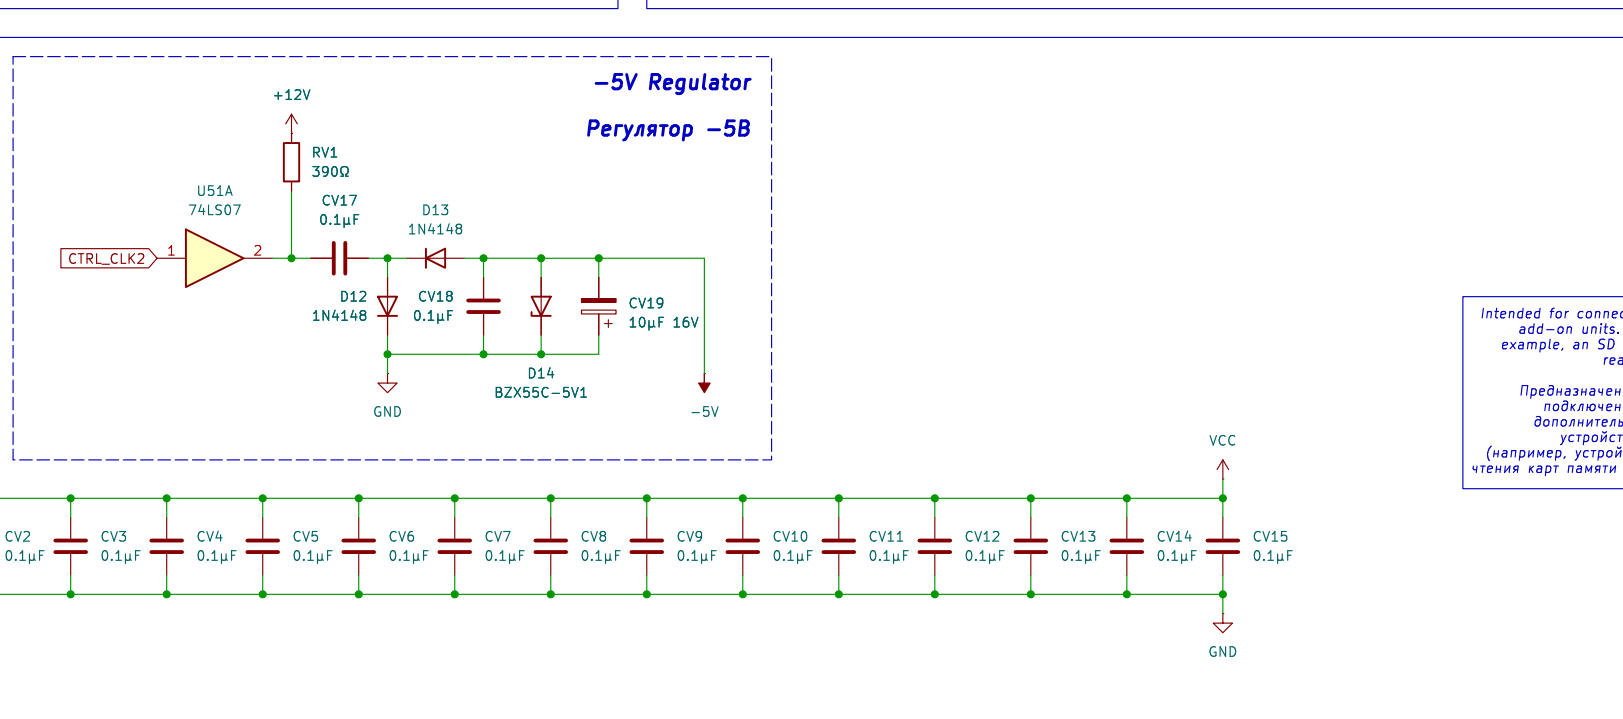 -5V Regulator
Регулятор -5В
+12V
RV1
390Ω
U51A
74LS07
CV17
0.1µF
D13
1N4148
CTRL_CLK2
1
2
D12
1N4148
CV18
0.1µF
CV19
10µF 16V
+
D14
BZX55C-5V1
GND
-5V
Intended for connec
add-on units.
example, an SD
rea
Предназначен
подключен
дополнитель
устройст
(например, устрой
чтения карт памяти
VCC
CV2
0.1µF
CV3
0.1µF
CV4
0.1µF
CV5
0.1µF
CV6
0.1µF
CV7
0.1µF
CV8
0.1µF
CV9
0.1µF
CV10
0.1µF
CV11
0.1µF
CV12
0.1µF
CV13
0.1µF
CV14
0.1µF
CV15
0.1µF
GND